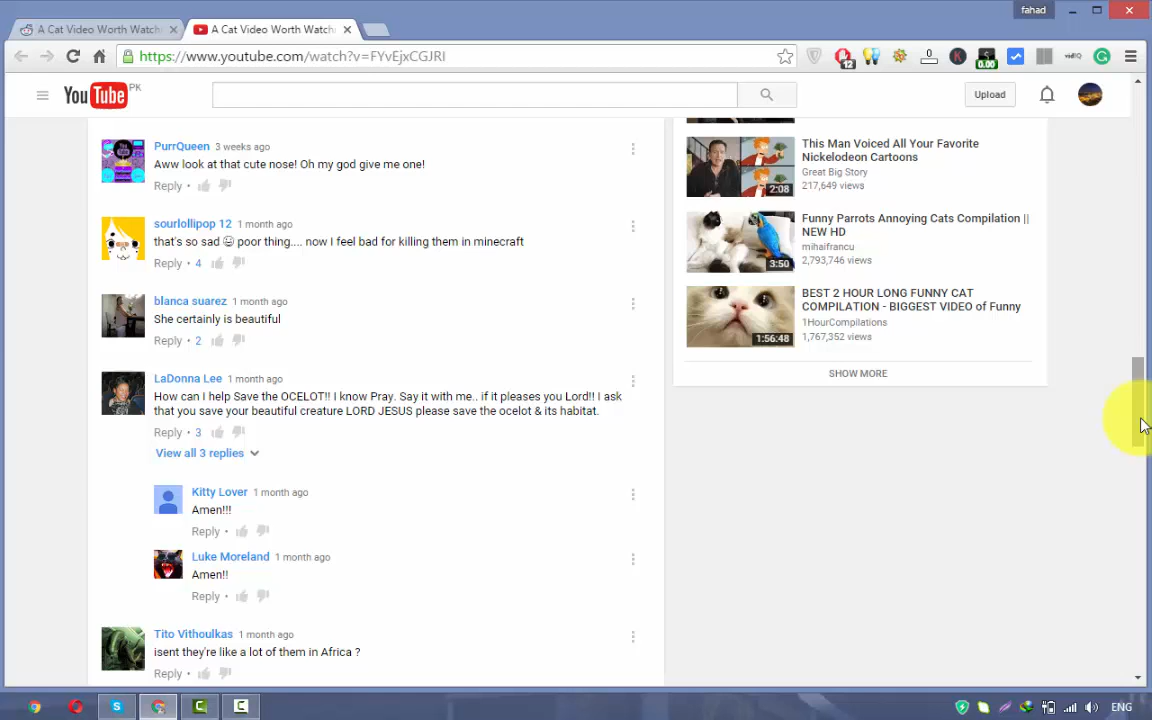 fahad
A Cat Video Worth Watch
A Cat Video Worth Watch
https://www.youtube.com/watch?v=FYvEjxCGJRI
12
0
K
S
0.00
You Tube PK
Upload
PurrQueen 3 weeks ago
Aww look at that cute nose! Oh my god give me one!
Reply •
sourlollipop 12 1 month ago
that's so sad 😀 poor thing.... now I feel bad for killing them in minecraft
Reply • 4
blanca suarez 1 month ago
She certainly is beautiful
Reply • 2
LaDonna Lee 1 month ago
How can I help Save the OCELOT!! I know Pray. Say it with me.. if it pleases you Lord!! I ask
that you save your beautiful creature LORD JESUS please save the ocelot & its habitat.
Reply • 3
View all 3 replies
Kitty Lover 1 month ago
Amen!!!
Reply •
Luke Moreland 1 month ago
Amen!!
Reply •
Tito Vithoulkas 1 month ago
isent they're like a lot of them in Africa ?
Reply •
This Man Voiced All Your Favorite
Nickelodeon Cartoons
Great Big Story
217,649 views
2:08
Funny Parrots Annoying Cats Compilation ||
NEW HD
mihaifrancu
2,793,746 views
3:50
BEST 2 HOUR LONG FUNNY CAT
COMPILATION - BIGGEST VIDEO of Funny
1HourCompilations
1,767,352 views
1:56:48
SHOW MORE
ENG